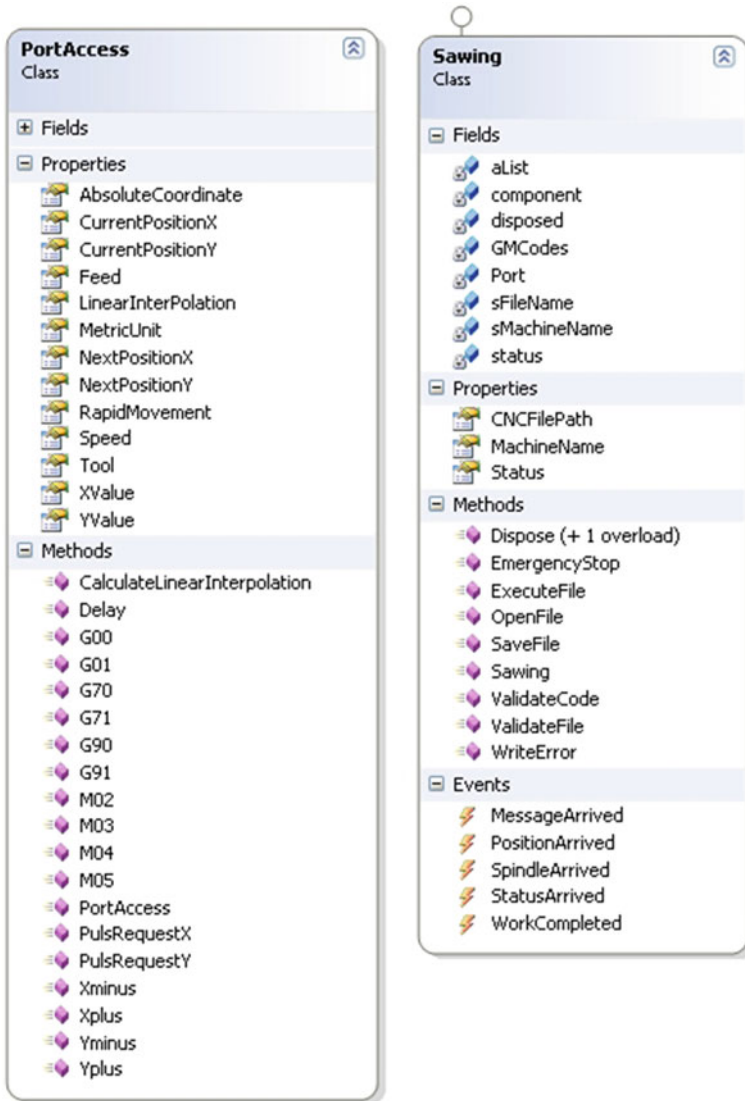 PortAccess
Class
Fields
Properties
AbsoluteCoordinate
CurrentPositionX
CurrentPositionY
Feed
LinearInterPolation
MetricUnit
NextPositionX
NextPositionY
RapidMovement
Speed
Tool
XValue
YValue
Methods
CalculateLinearInterpolation
Delay
G00
G01
G70
G71
G90
G91
M02
M03
M04
M05
PortAccess
PulsRequestX
PulsRequestY
Xminus
Xplus
Yminus
Yplus
Sawing
Class
Fields
aList
component
disposed
GMCodes
Port
sFileName
sMachineName
status
Properties
CNCFilePath
MachineName
Status
Methods
Dispose (+ 1 overload)
EmergencyStop
ExecuteFile
OpenFile
SaveFile
Sawing
ValidateCode
ValidateFile
WriteError
Events
MessageArrived
PositionArrived
SpindleArrived
StatusArrived
WorkCompleted